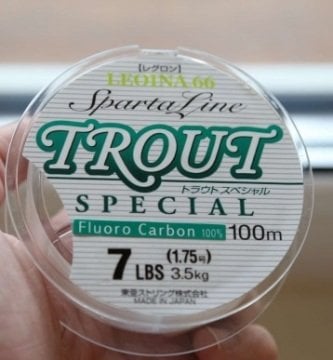 [レグロン]
LEOINA 66
SpartaLine
TROUT
トラウト スペシャル
SPECIAL
Fluoro Carbon 100% 100m
7 LBS (1.75号) 3.5kg
東亜ストリング株式会社
MADE IN JAPAN